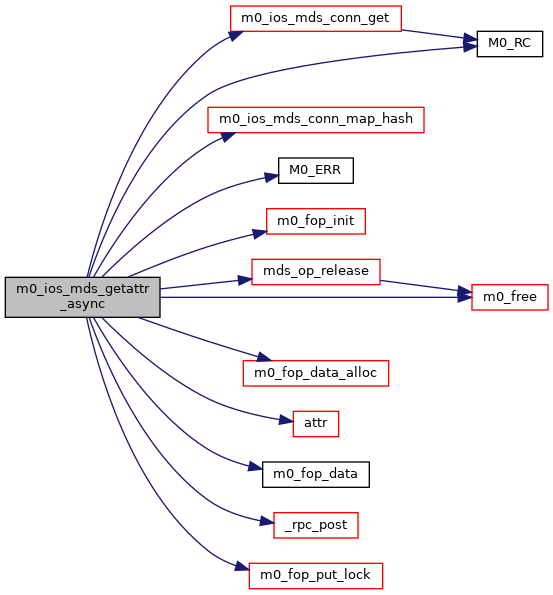 m0_ios_mds_conn_get
M0_RC
m0_ios_mds_conn_map_hash
M0_ERR
m0_fop_init
mds_op_release
m0_ios_mds_getattr
_async
m0_free
m0_fop_data_alloc
attr
m0_fop_data
_rpc_post
m0_fop_put_lock